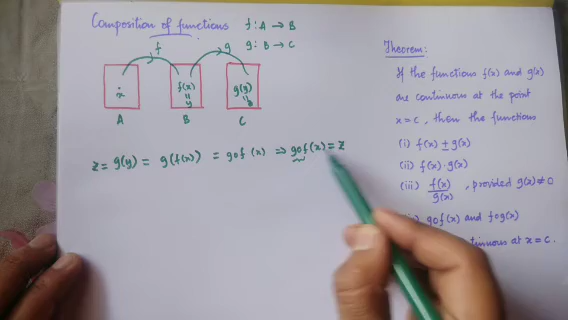 Composition of functions
f: A → B
g: B → C
f
g
x
f(x)
=
y
g(y)
=
A
B
C
z = g(y) = g(f(x)) = gof (x) ⇒ gof(x) = z
Theorem:
If the functions f(x) and g(x)
are continuous at the point
x = c, then the functions
(i) f(x) ± g(x)
(ii) f(x) · g(x)
(iii) f(x)/g(x), provided g(x) ≠ 0
gof(x) and fog(x)
at x = c.